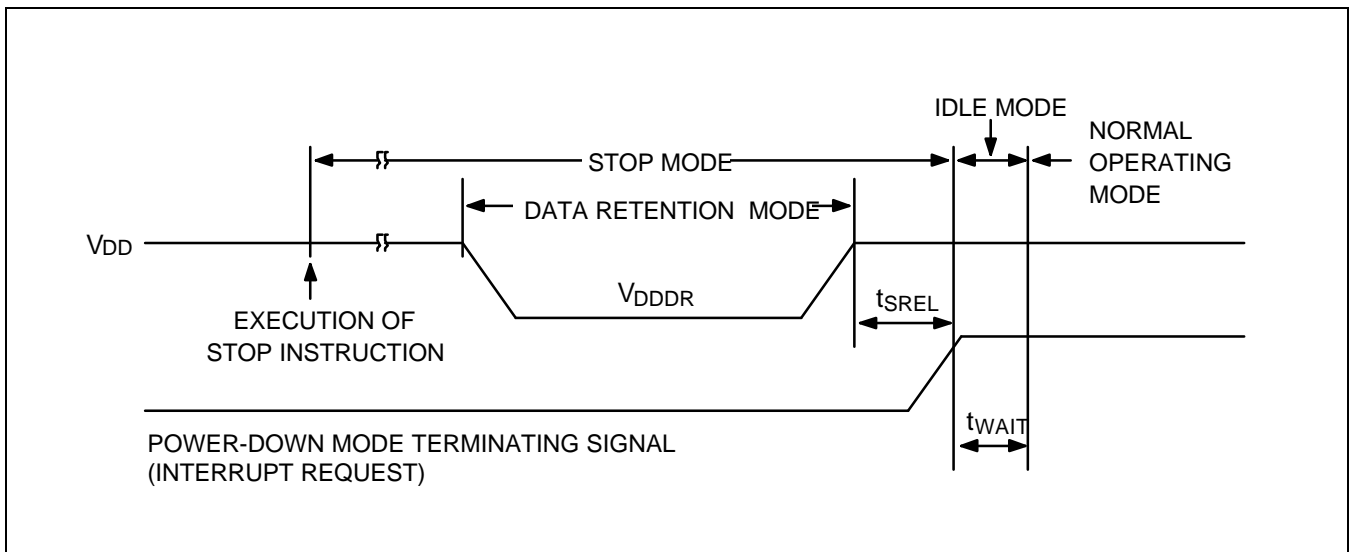 IDLE MODE
NORMAL
OPERATING
MODE
STOP MODE
DATA RETENTION MODE
VDD
VDDDR
tSREL
EXECUTION OF
STOP INSTRUCTION
tWAIT
POWER-DOWN MODE TERMINATING SIGNAL
(INTERRUPT REQUEST)